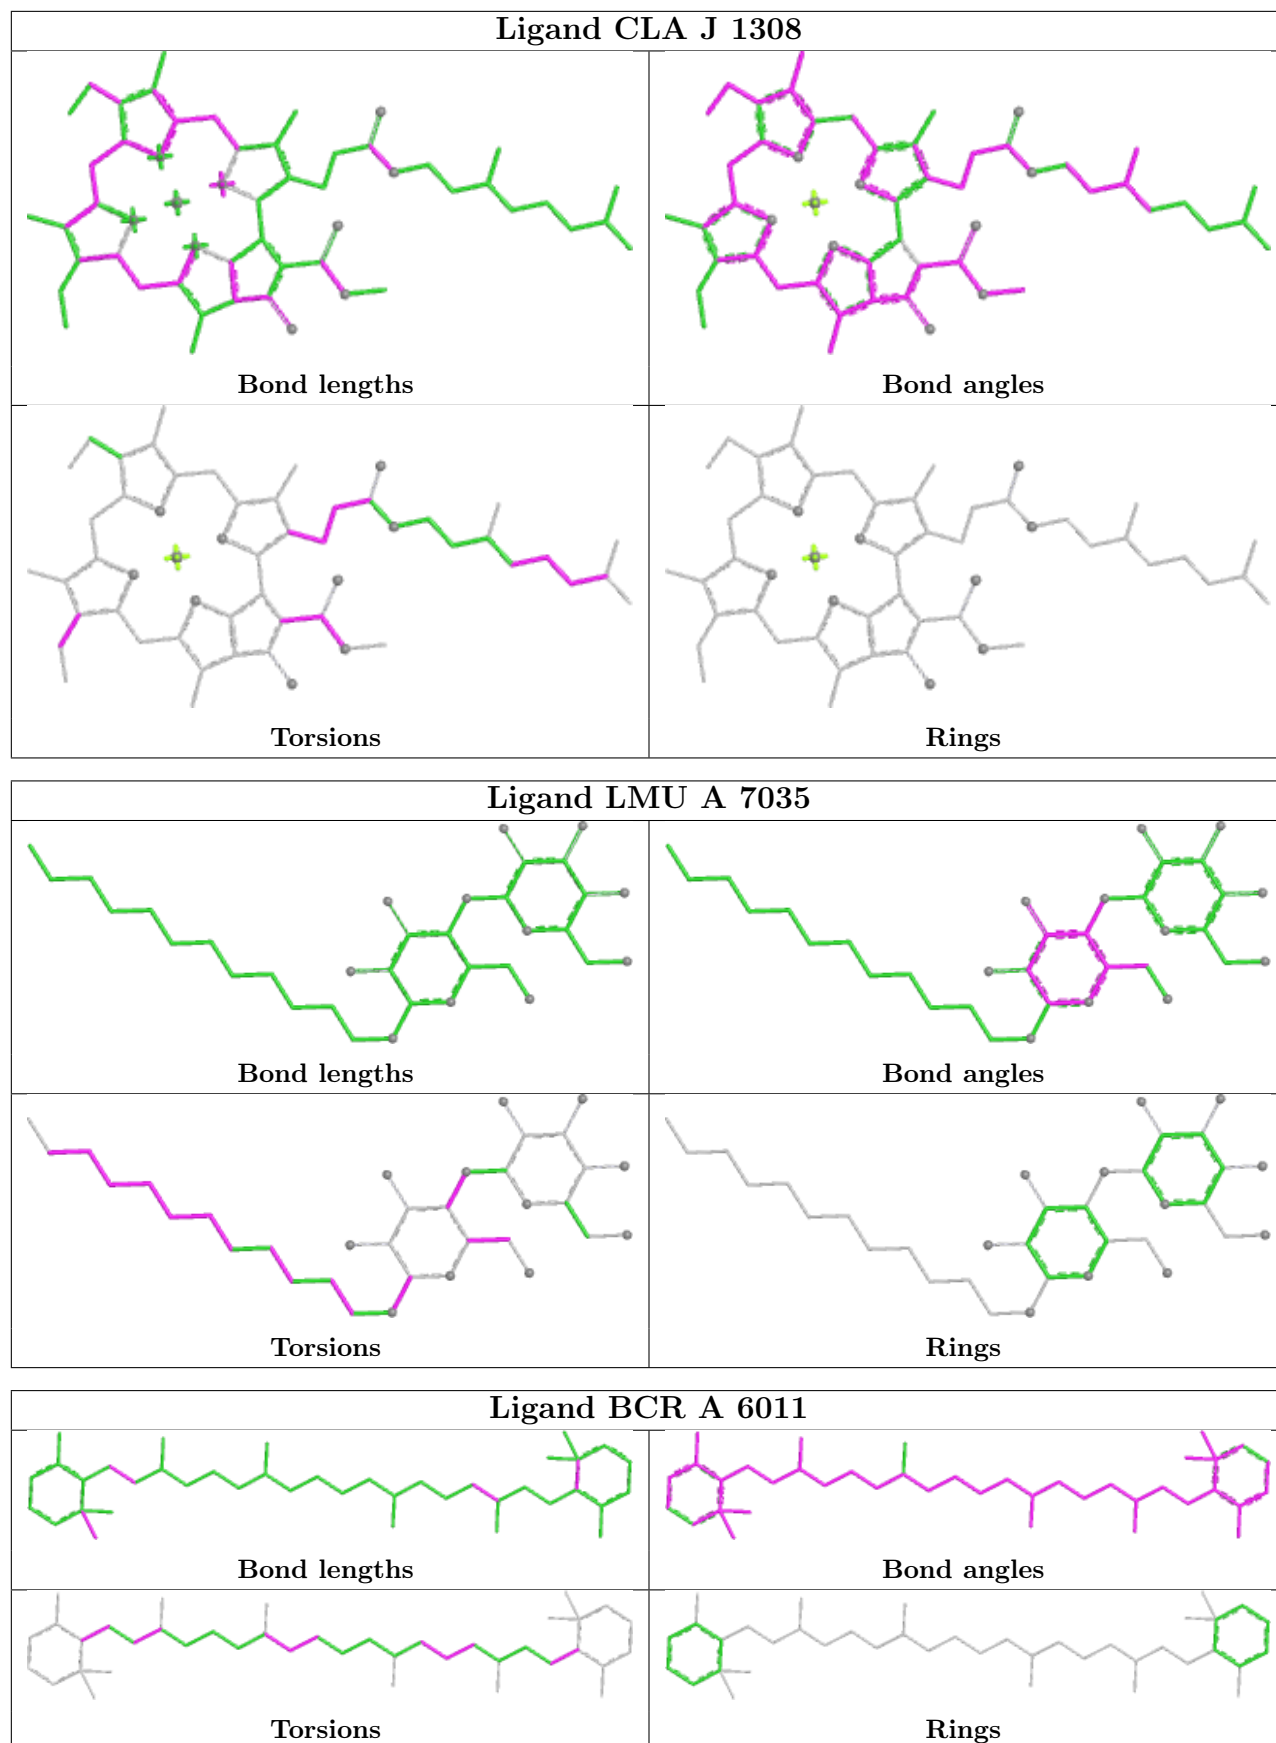 Ligand CLA J 1308
Bond lengths
Bond angles
Torsions
Rings
Ligand LMU A 7035
Bond lengths
Bond angles
Torsions
Rings
Ligand BCR A 6011
Bond lengths
Bond angles
Torsions
Rings